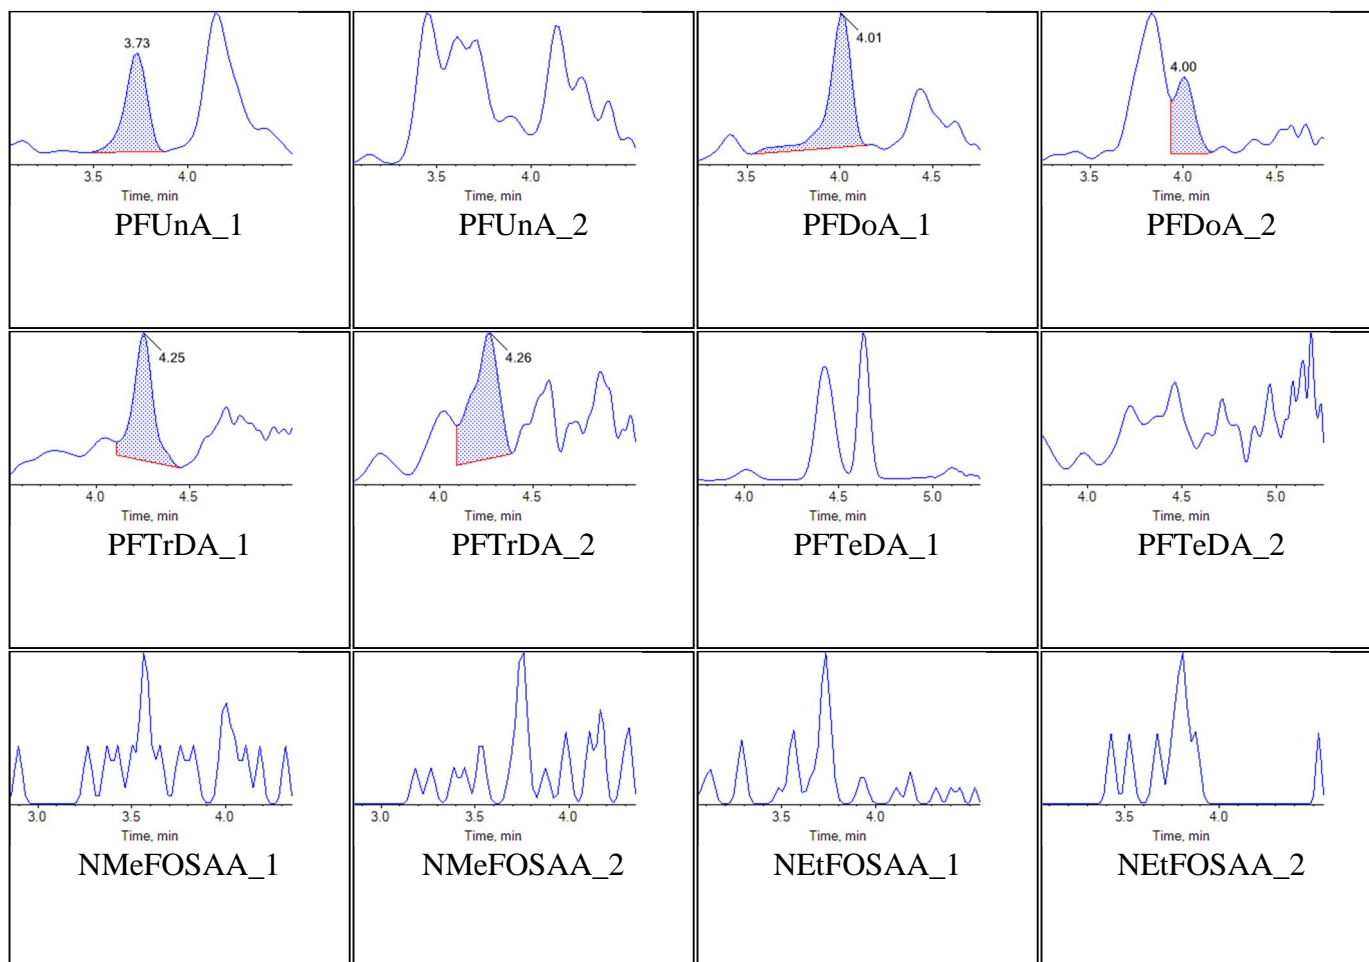 3.73
3.5 4.0
Time, min
PFUnA_1
3.5 4.0
Time, min
PFUnA_2
4.01
3.5 4.0 4.5
Time, min
PFDoA_1
4.00
3.5 4.0 4.5
Time, min
PFDoA_2
4.25
4.0 4.5
Time, min
PFTrDA_1
4.26
4.0 4.5
Time, min
PFTrDA_2
4.0 4.5 5.0
Time, min
PFTeDA_1
4.0 4.5 5.0
Time, min
PFTeDA_2
3.0 3.5 4.0
Time, min
NMeFOSAA_1
3.0 3.5 4.0
Time, min
NMeFOSAA_2
3.5 4.0
Time, min
NEtFOSAA_1
3.5 4.0
Time, min
NEtFOSAA_2